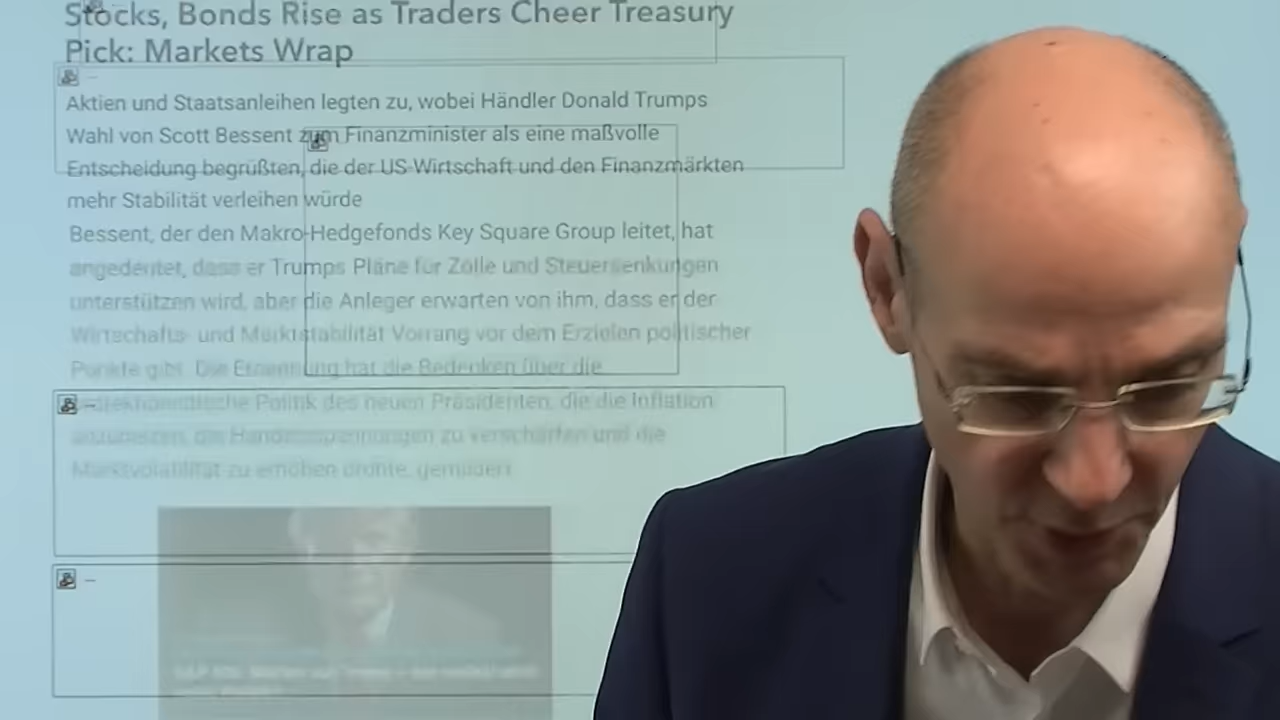 Stocks, Bonds Rise as Traders Cheer Treasury
Pick: Markets Wrap
Aktien und Staatsanleihen legten zu, wobei Händler Donald Trumps
Wahl von Scott Bessent zum Finanzminister als eine maßvolle
Entscheidung begrüßten, die der US-Wirtschaft und den Finanzmärkten
mehr Stabilität verleihen würde
Bessent, der den Makro-Hedgefonds Key Square Group leitet, hat
angedeutet, dass er Trumps Pläne für Zölle und Steuersenkungen
unterstützen wird, aber die Anleger erwarten von ihm, dass er der
Wirtschafts- und Marktstabilität Vorrang vor dem Erzielen politischer
Punkte gibt. Die Ernennung hat die Bedenken über die
Politik des neuen Präsidenten, die die Inflation
anzuheizen, die Handelsspannungen zu verschärfen und die
Marktvolatilität zu erhöhen drohte, gemildert